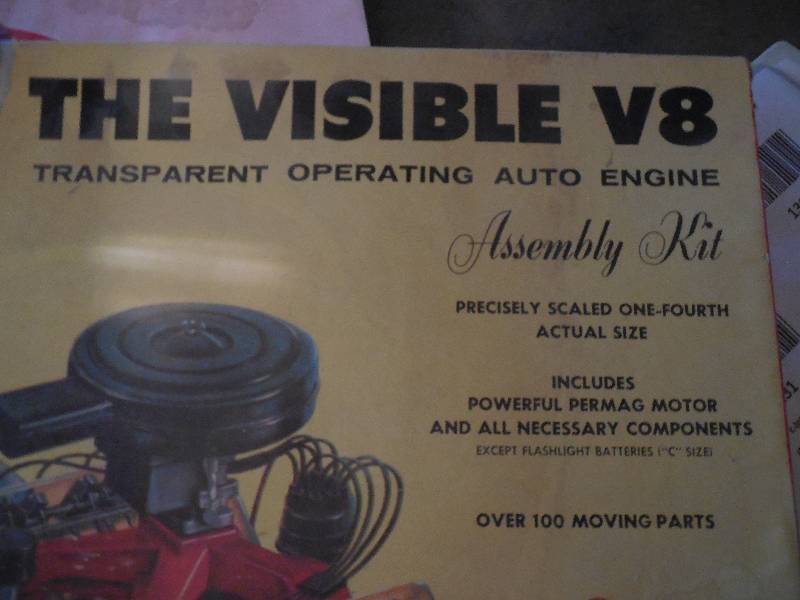 THE VISIBLE V8
TRANSPARENT OPERATING AUTO ENGINE
Assembly Kit
PRECISELY SCALED ONE-FOURTH
ACTUAL SIZE
INCLUDES
POWERFUL PERMAG MOTOR
AND ALL NECESSARY COMPONENTS
EXCEPT FLASHLIGHT BATTERIES ("C" SIZE)
OVER 100 MOVING PARTS